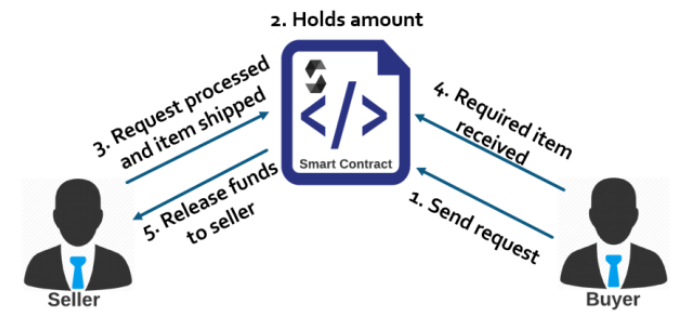 2. Holds amount
3. Request processed
and item shipped
</>
Smart Contract
4. Required item
received
5. Release funds
to seller
1. Send request
Seller
Buyer